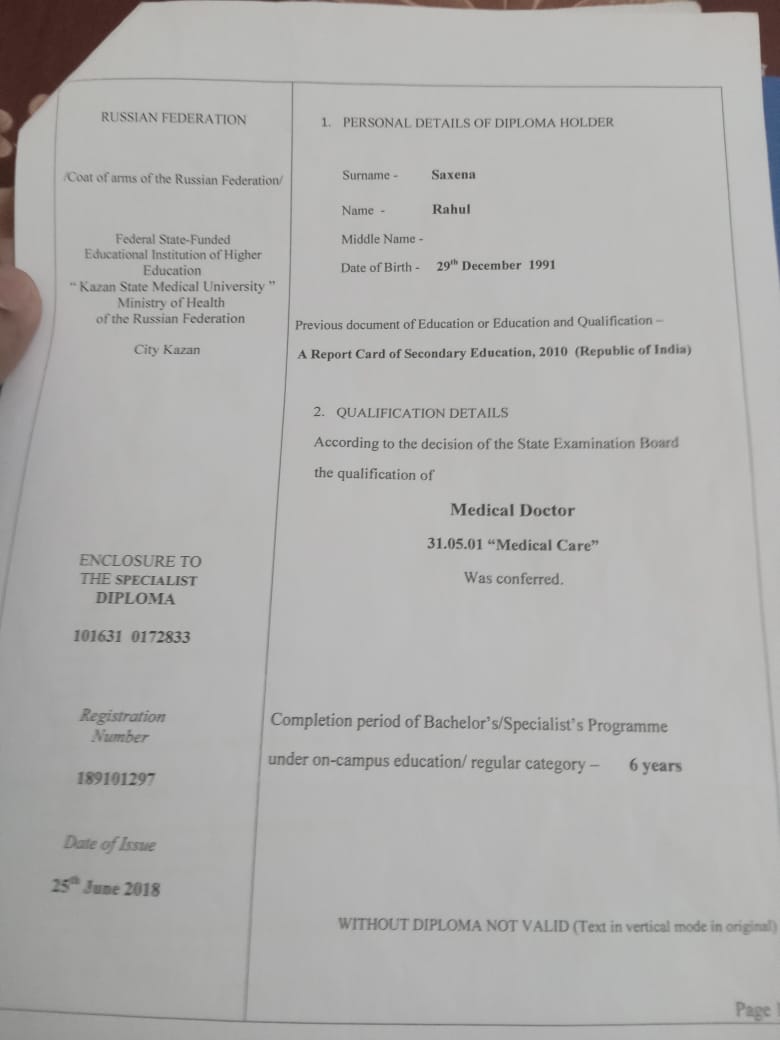 RUSSIAN FEDERATION
/Coat of arms of the Russian Federation/
Federal State-Funded
Educational Institution of Higher
Education
“ Kazan State Medical University ”
Ministry of Health
of the Russian Federation
City Kazan
ENCLOSURE TO
THE SPECIALIST
DIPLOMA
101631 0172833
Registration
Number
189101297
Date of Issue
25th June 2018
1. PERSONAL DETAILS OF DIPLOMA HOLDER
Surname - Saxena
Name - Rahul
Middle Name -
Date of Birth - 29th December 1991
Previous document of Education or Education and Qualification –
A Report Card of Secondary Education, 2010 (Republic of India)
2. QUALIFICATION DETAILS
According to the decision of the State Examination Board
the qualification of
Medical Doctor
31.05.01 “Medical Care”
Was conferred.
Completion period of Bachelor’s/Specialist’s Programme
under on-campus education/ regular category – 6 years
WITHOUT DIPLOMA NOT VALID (Text in vertical mode in original)
Page